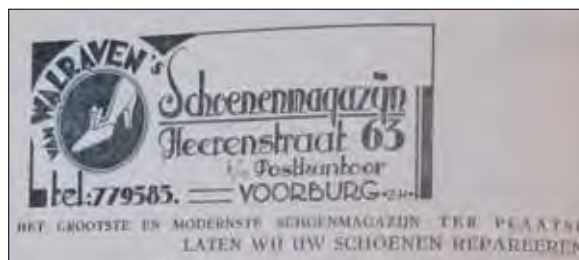 VAN WALRAVEN'S
Schoenenmagazijn
Heerenstraat 63
t/o Postkantoor
tel: 779585. VOORBURG Z.H.
HET GROOTSTE EN MODERNSTE SCHOENMAGAZIJN TER PLAATSE
LATEN WIJ UW SCHOENEN REPAREEREN